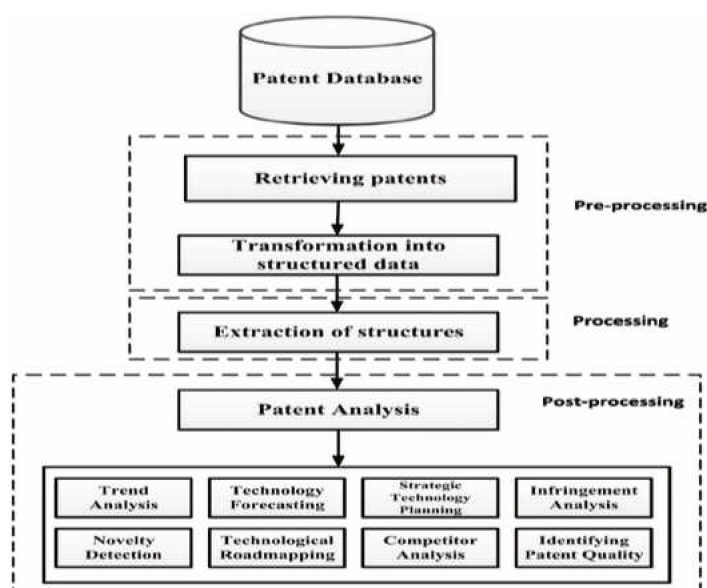 Patent Database
Retrieving patents
Pre-processing
Transformation into
structured data
Extraction of structures
Processing
Patent Analysis
Post-processing
Trend
Analysis
Technology
Forecasting
Strategic
Technology
Planning
Infringement
Analysis
Novelty
Detection
Technological
Roadmapping
Competitor
Analysis
Identifying
Patent Quality